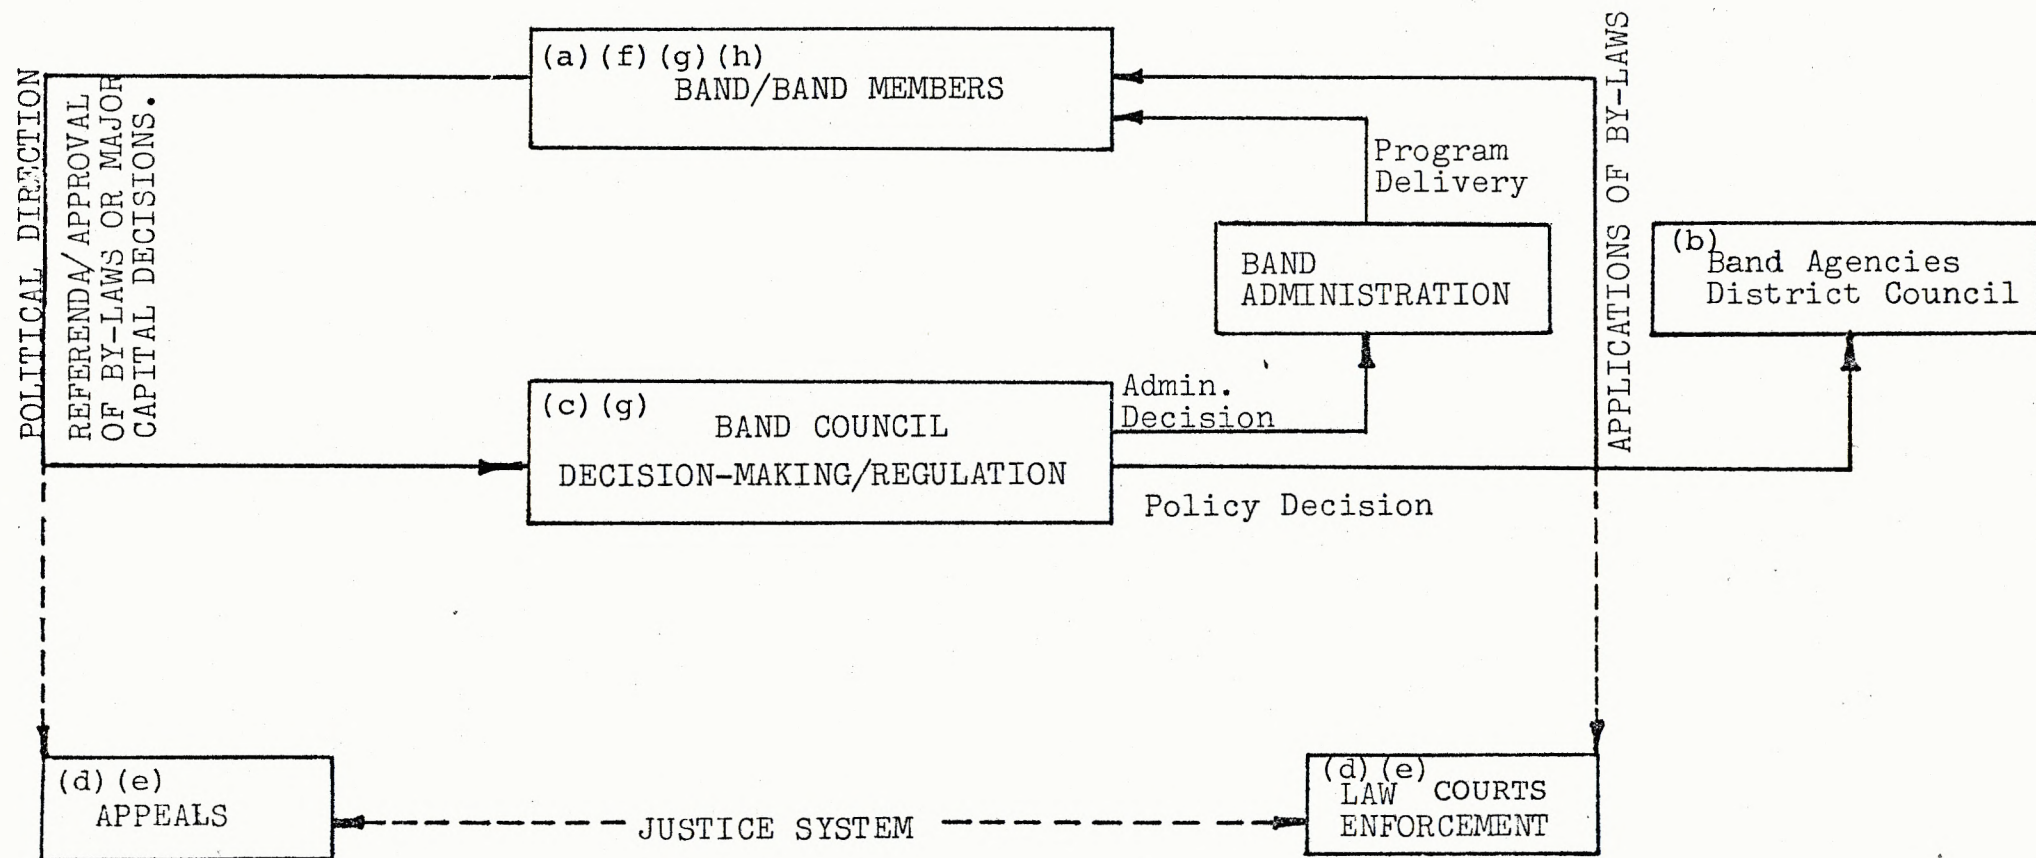 (a)(f)(g)(h)
BAND/BAND MEMBERS
POLITICAL DIRECTION
REFERENDA/APPROVAL
OF BY-LAWS OR MAJOR
CAPITAL DECISIONS.
Program
Delivery
APPLICATIONS OF BY-LAWS
BAND
ADMINISTRATION
(b)
Band Agencies
District Council
(c)(g)
BAND COUNCIL
DECISION-MAKING/REGULATION
Admin.
Decision
Policy Decision
(d)(e)
APPEALS
JUSTICE SYSTEM
(d)(e)
LAW COURTS
ENFORCEMENT